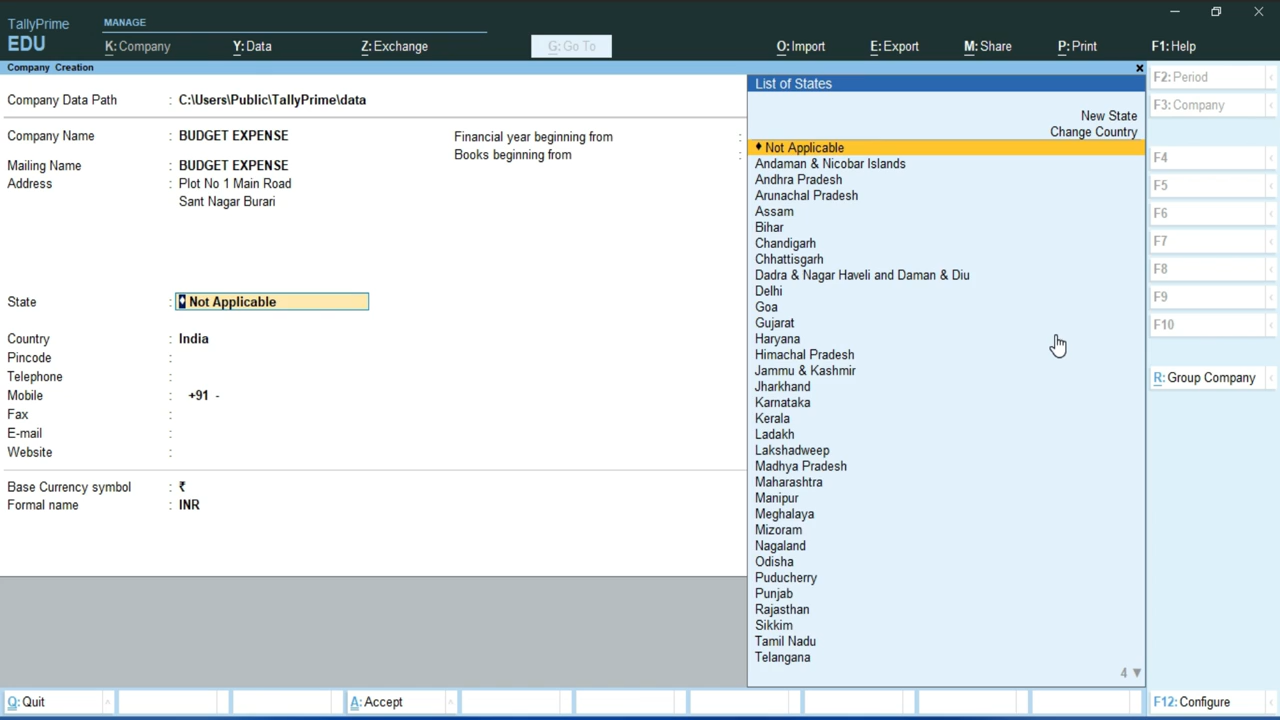 TallyPrime
EDU
MANAGE
K: Company
Y: Data
Z: Exchange
G: Go To
O: Import
E: Export
M: Share
P: Print
F1: Help
Company Creation
Company Data Path : C:\Users\Public\TallyPrime\data
Company Name : BUDGET EXPENSE
Mailing Name : BUDGET EXPENSE
Address : Plot No 1 Main Road
Sant Nagar Burari
State : ♦ Not Applicable
Country : India
Pincode :
Telephone :
Mobile : +91 -
Fax :
E-mail :
Website :
Base Currency symbol : ₹
Formal name : INR
Financial year beginning from :
Books beginning from :
List of States
New State
Change Country
♦ Not Applicable
Andaman & Nicobar Islands
Andhra Pradesh
Arunachal Pradesh
Assam
Bihar
Chandigarh
Chhattisgarh
Dadra & Nagar Haveli and Daman & Diu
Delhi
Goa
Gujarat
Haryana
Himachal Pradesh
Jammu & Kashmir
Jharkhand
Karnataka
Kerala
Ladakh
Lakshadweep
Madhya Pradesh
Maharashtra
Manipur
Meghalaya
Mizoram
Nagaland
Odisha
Puducherry
Punjab
Rajasthan
Sikkim
Tamil Nadu
Telangana
4 ▼
F2: Period
F3: Company
F4
F5
F6
F7
F8
F9
F10
R: Group Company
Q: Quit
A: Accept
F12: Configure